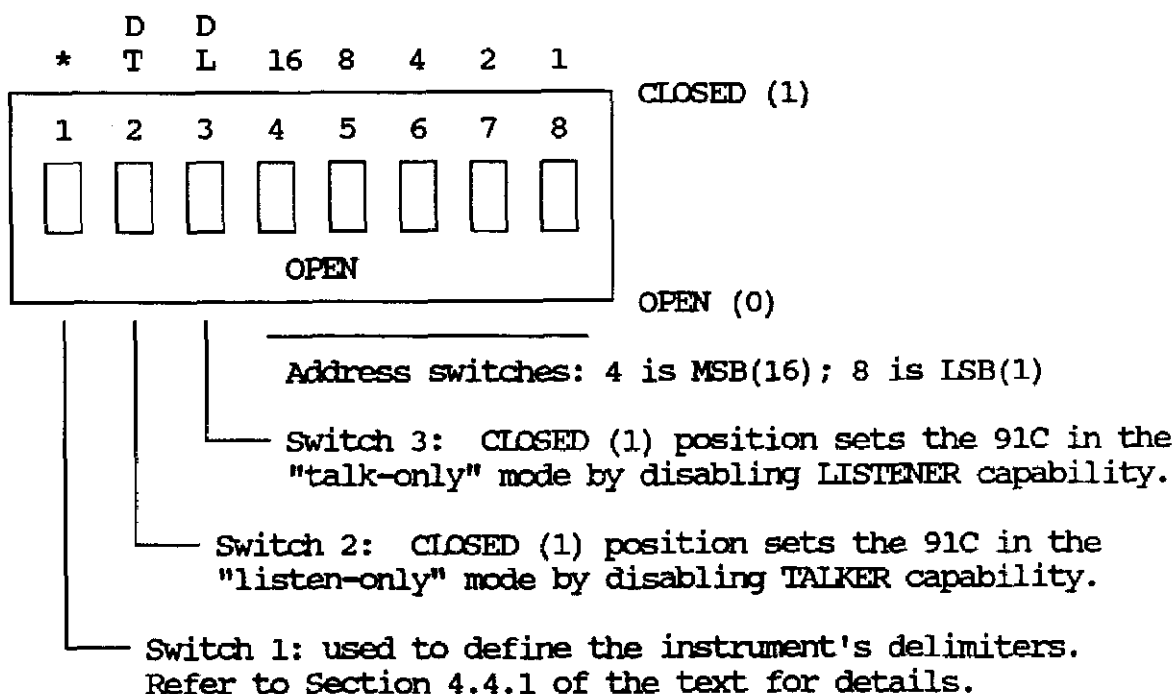 D D
* T L 16 8 4 2 1
CLOSED (1)
1 2 3 4 5 6 7 8
OPEN
OPEN (0)
Address switches: 4 is MSB(16); 8 is LSB(1)
Switch 3: CLOSED (1) position sets the 91C in the
"talk-only" mode by disabling LISTENER capability.
Switch 2: CLOSED (1) position sets the 91C in the
"listen-only" mode by disabling TALKER capability.
Switch 1: used to define the instrument's delimiters.
Refer to Section 4.4.1 of the text for details.